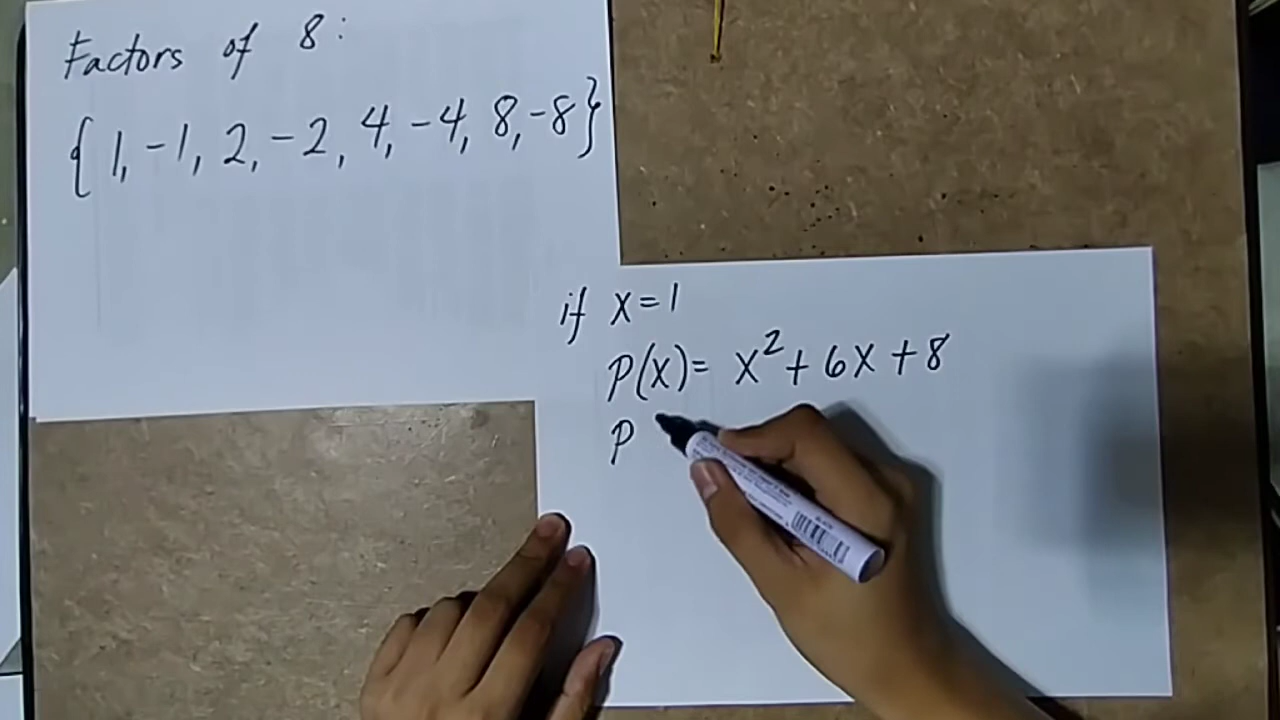 Factors of 8:
{1, -1, 2, -2, 4, -4, 8, -8}
if x=1
P(x)= x²+6x+8
P